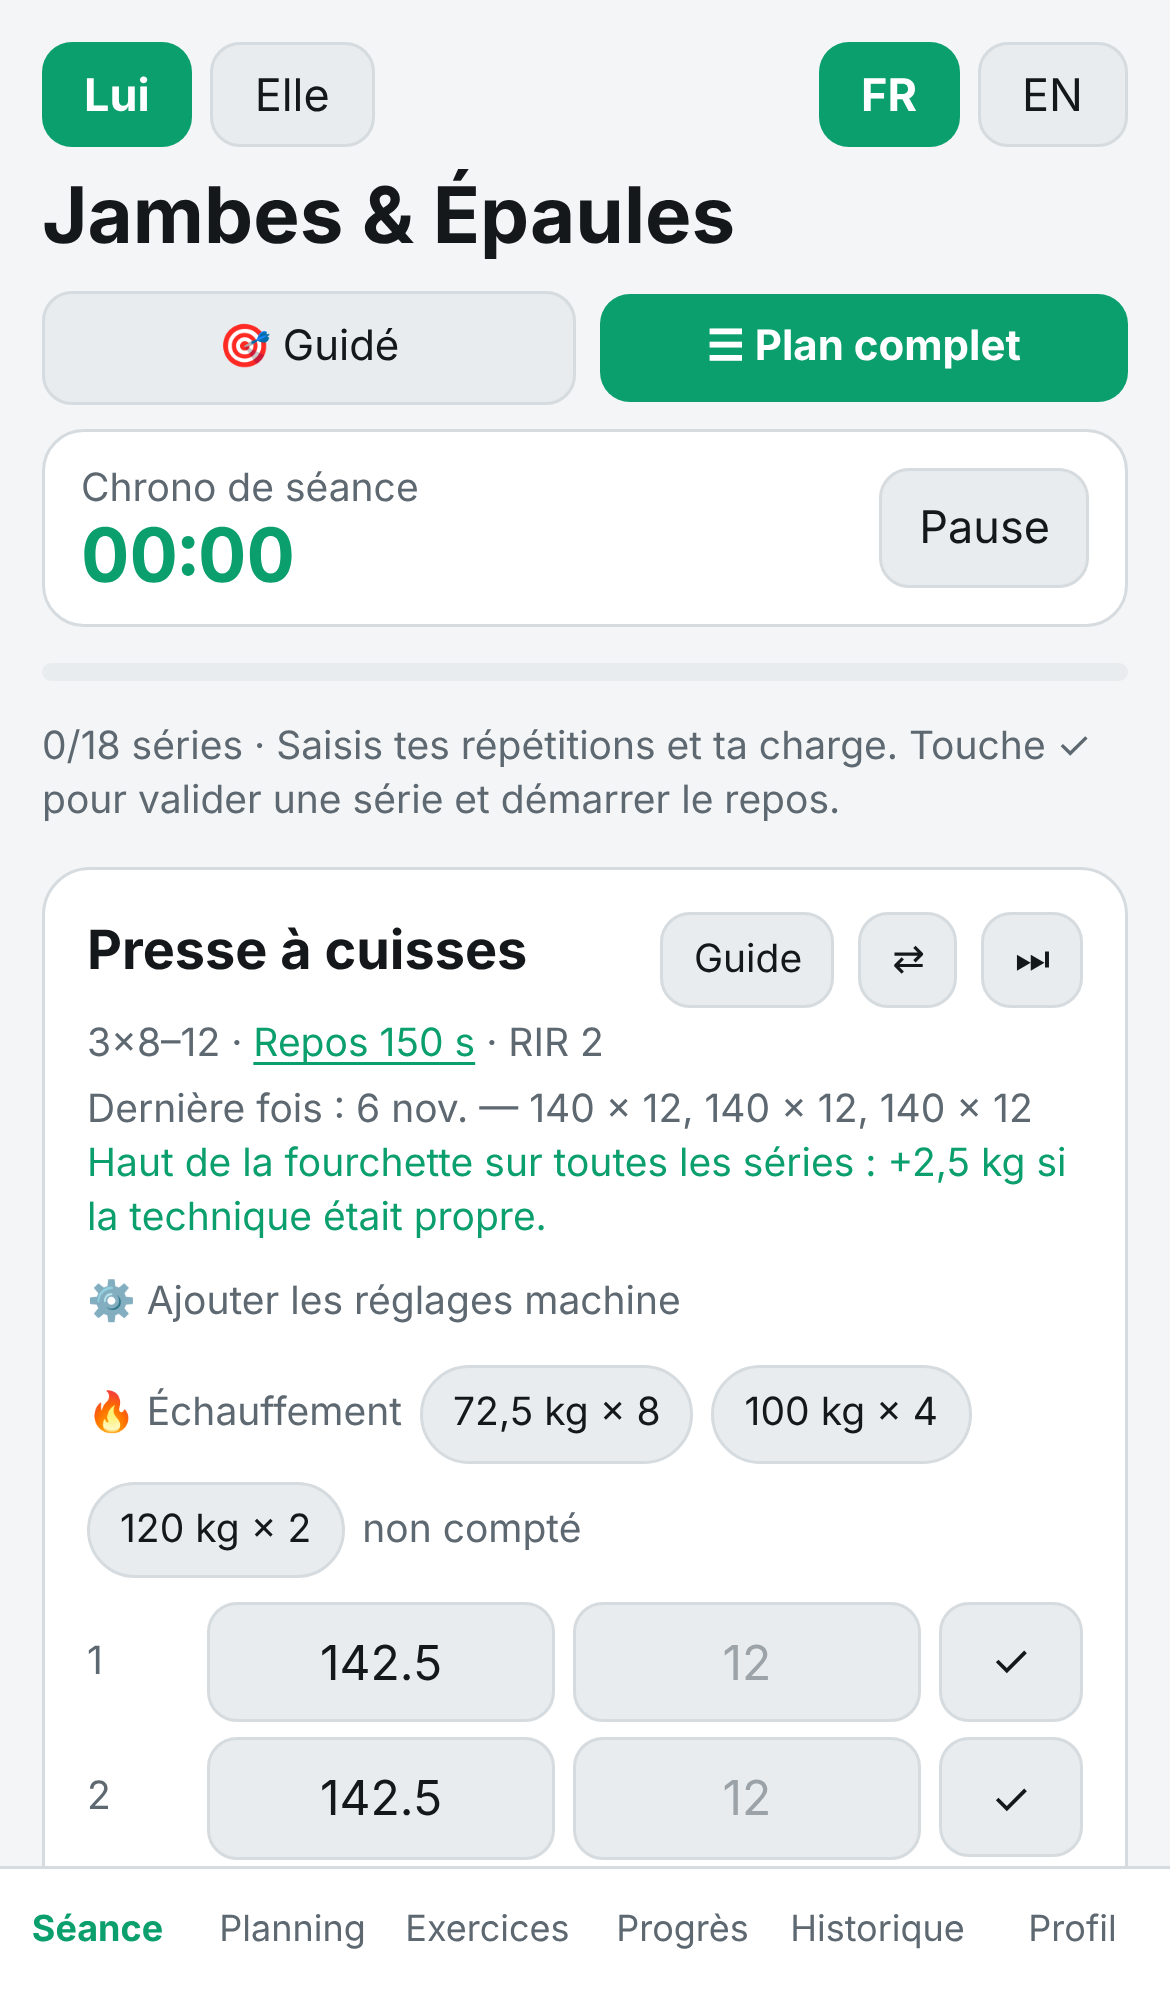 Lui Elle FR EN
Jambes & Épaules
🎯 Guidé ☰ Plan complet
Chrono de séance
00:00
Pause
0/18 séries · Saisis tes répétitions et ta charge. Touche ✓
pour valider une série et démarrer le repos.
Presse à cuisses Guide ⇄ ⏭
3×8–12 · Repos 150 s · RIR 2
Dernière fois : 6 nov. — 140 × 12, 140 × 12, 140 × 12
Haut de la fourchette sur toutes les séries : +2,5 kg si
la technique était propre.
⚙️ Ajouter les réglages machine
🔥 Échauffement 72,5 kg × 8 100 kg × 4
120 kg × 2 non compté
1 142.5 12 ✓
2 142.5 12 ✓
Séance Planning Exercices Progrès Historique Profil